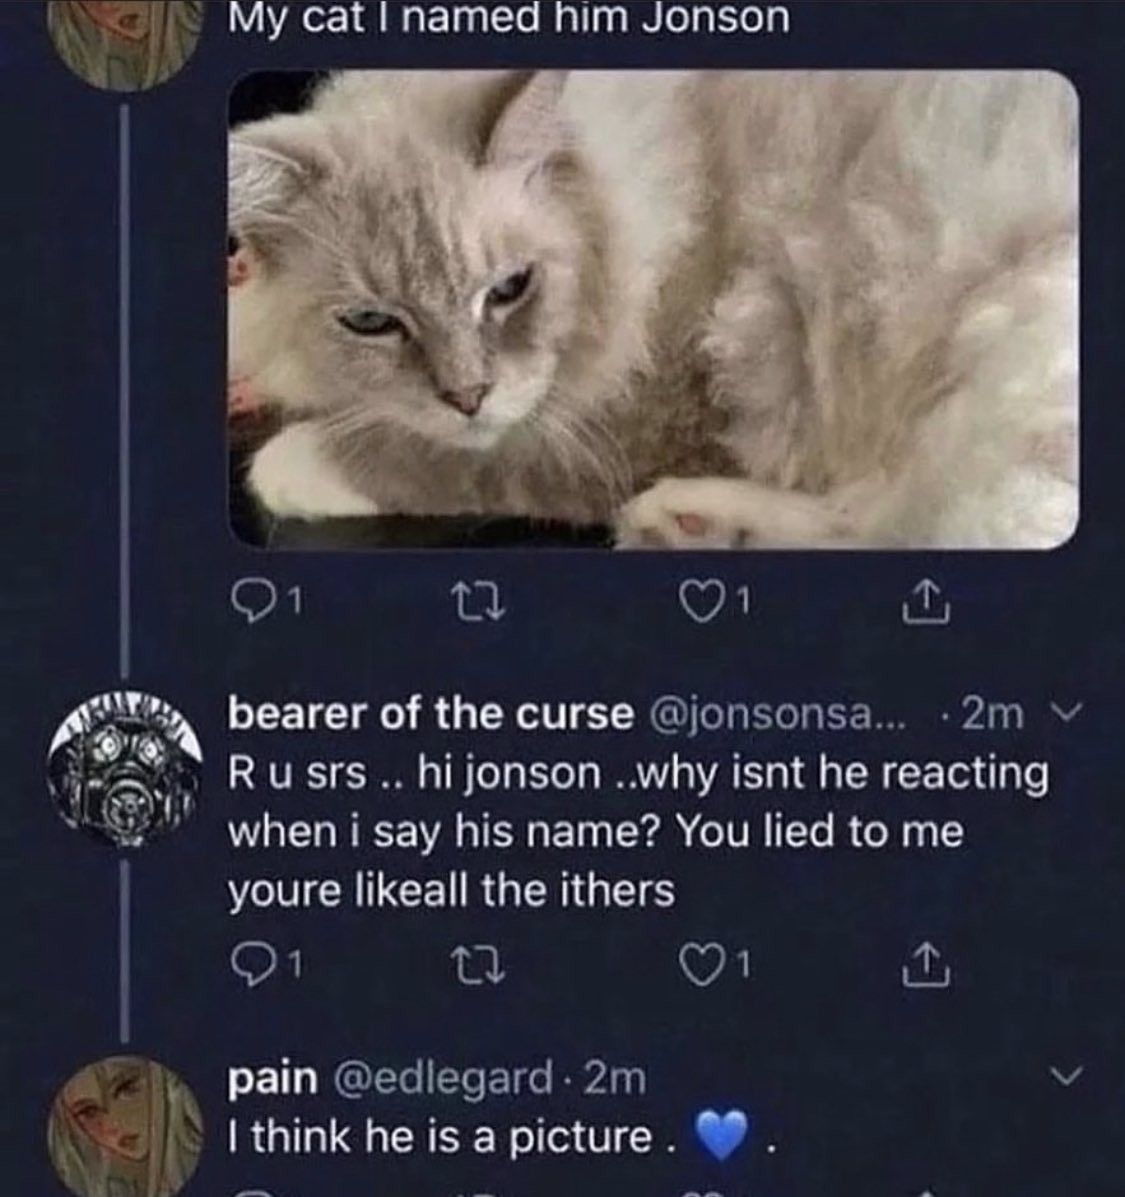 My cat I named him Jonson
1 1
bearer of the curse @jonsonsa... · 2m
R u srs .. hi jonson ..why isnt he reacting
when i say his name? You lied to me
youre likeall the ithers
1 1
pain @edlegard · 2m
I think he is a picture . 💙 .